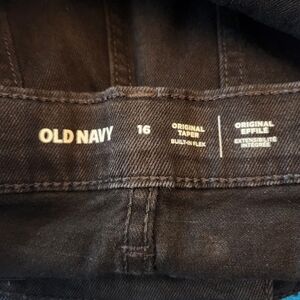 OLD NAVY
16
ORIGINAL
TAPER
BUILT-IN FLEX
ORIGINAL
EFFILÉ
EXTENSIBILITÉ
INTÉGRÉE